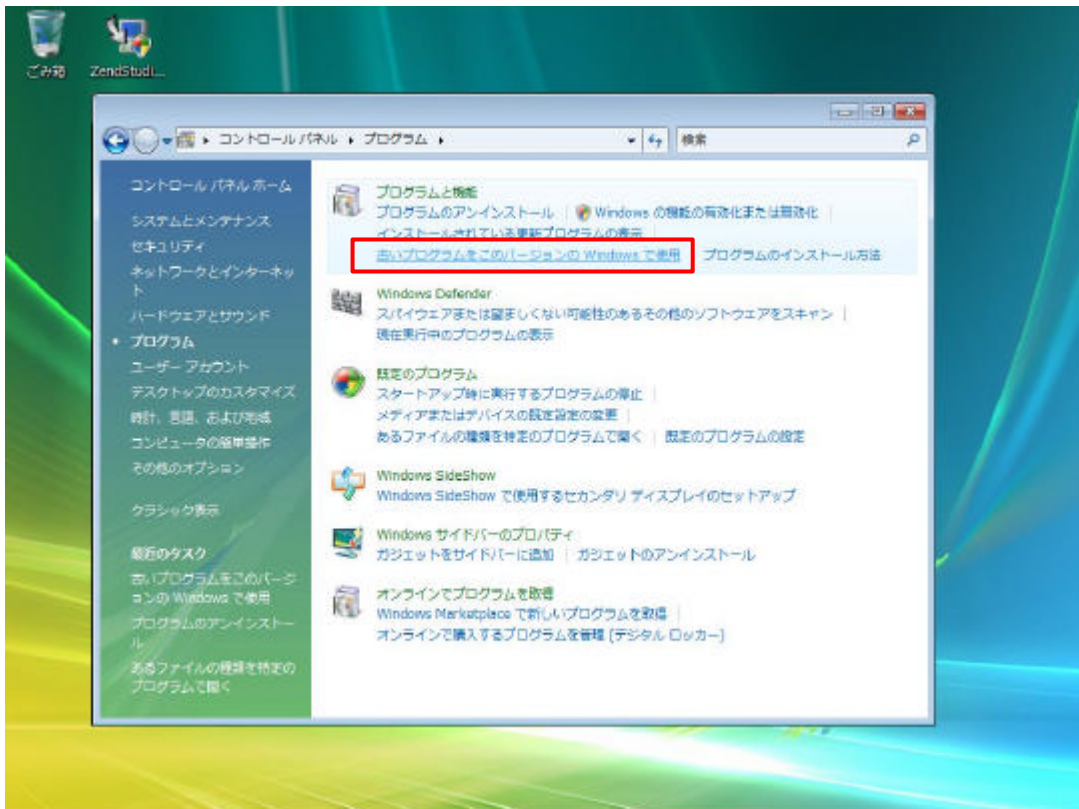 ごみ箱
ZendStudi...
コントロール パネル ▸ プログラム ▸
検索
コントロール パネル ホーム
システムとメンテナンス
セキュリティ
ネットワークとインターネッ
ト
ハードウェアとサウンド
プログラム
ユーザー アカウント
デスクトップのカスタマイズ
時計、言語、および地域
コンピュータの簡単操作
その他のオプション
クラシック表示
最近のタスク
古いプログラムをこのバージ
ョンの Windows で使用
プログラムのアンインストー
ル
あるファイルの種類を特定の
プログラムで開く
プログラムと機能
プログラムのアンインストール | Windows の機能の有効化または無効化
インストールされている更新プログラムの表示
古いプログラムをこのバージョンの Windows で使用 プログラムのインストール方法
Windows Defender
スパイウェアまたは望ましくない可能性のあるその他のソフトウェアをスキャン |
現在実行中のプログラムの表示
既定のプログラム
スタートアップ時に実行するプログラムの停止 |
メディアまたはデバイスの既定設定の変更 |
あるファイルの種類を特定のプログラムで開く | 既定のプログラムの設定
Windows SideShow
Windows SideShow で使用するセカンダリ ディスプレイのセットアップ
Windows サイドバーのプロパティ
ガジェットをサイドバーに追加 | ガジェットのアンインストール
オンラインでプログラムを取得
Windows Marketplace で新しいプログラムを取得 |
オンラインで購入するプログラムを管理 (デジタル ロッカー)